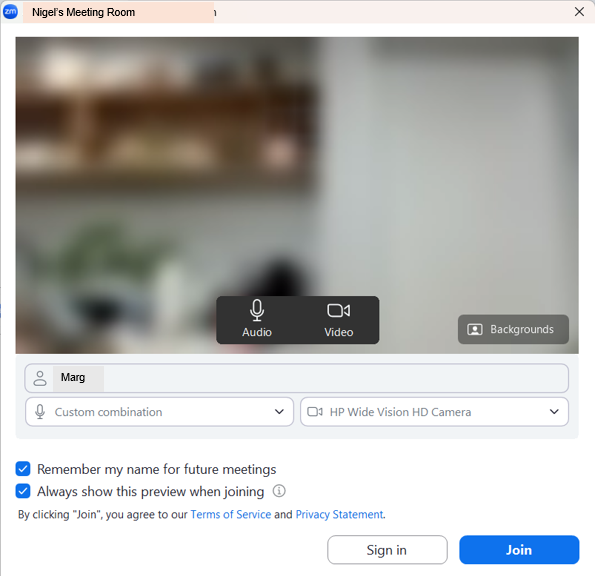 zm Nigel's Meeting Room
Audio Video
Backgrounds
Marg
Custom combination HP Wide Vision HD Camera
Remember my name for future meetings
Always show this preview when joining
By clicking "Join", you agree to our Terms of Service and Privacy Statement.
Sign in Join